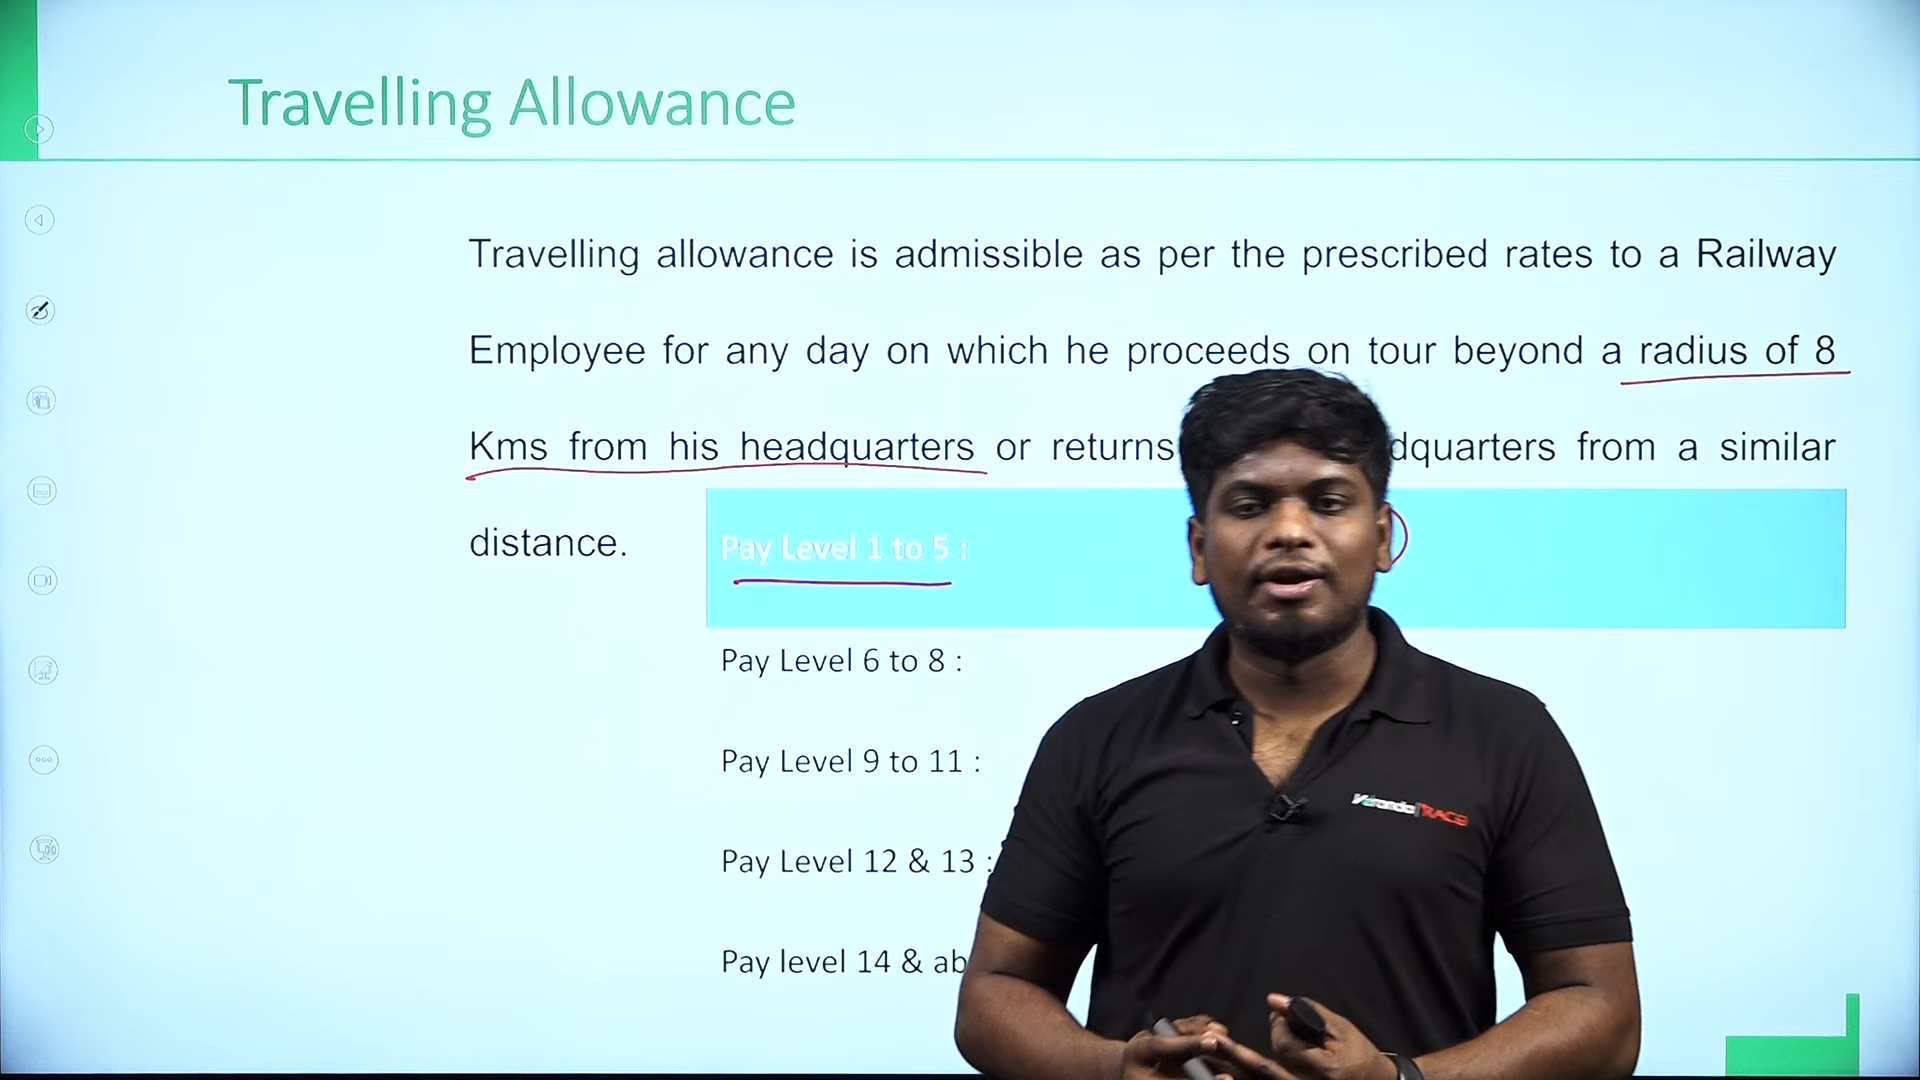 Travelling Allowance
Travelling allowance is admissible as per the prescribed rates to a Railway
Employee for any day on which he proceeds on tour beyond a radius of 8
Kms from his headquarters or returns dquarters from a similar
distance.
Pay Level 1 to 5 :
Pay Level 6 to 8 :
Pay Level 9 to 11 :
Pay Level 12 & 13 :
Pay level 14 & ab
Veranda RACE